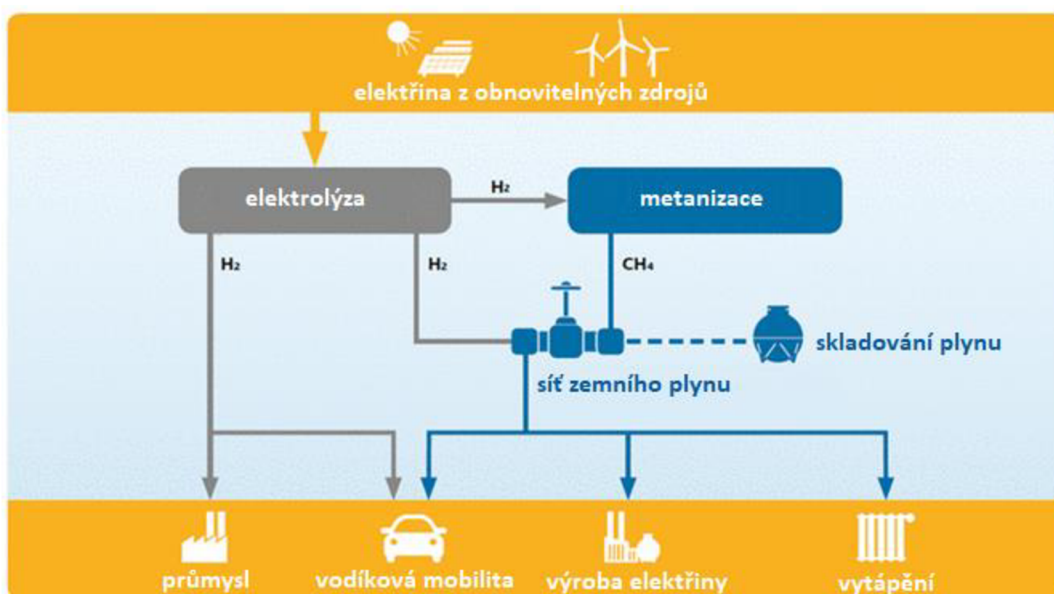 elektřina z obnovitelných zdrojů
elektrolýza
H₂
metanizace
H₂
H₂
CH₄
skladování plynu
síť zemního plynu
průmysl
vodíková mobilita
výroba elektřiny
vytápění